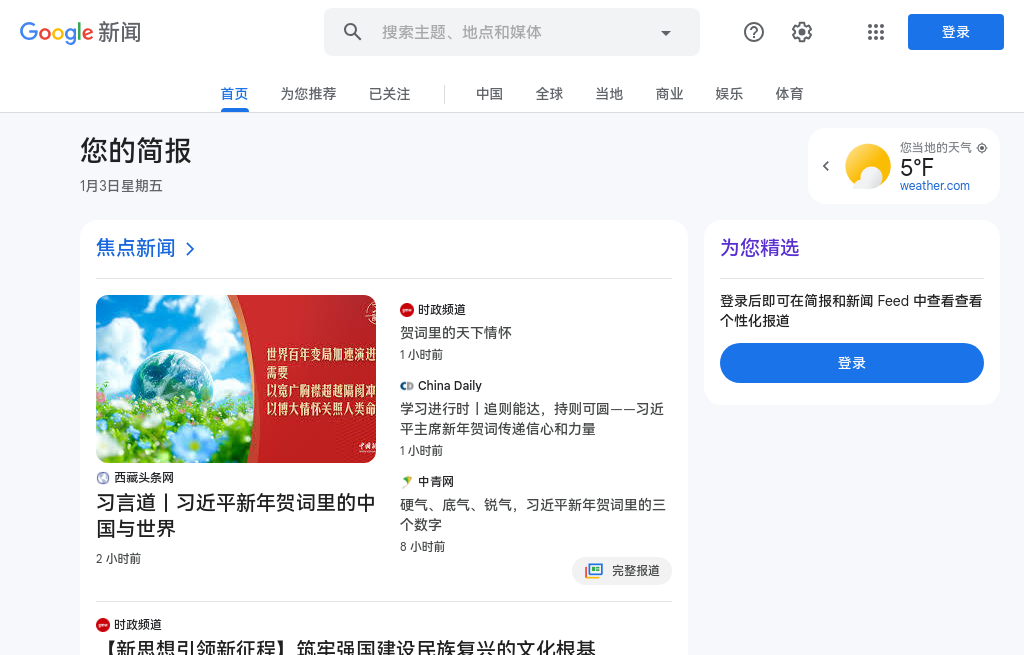 Google 新闻
搜索主题、地点和媒体
登录
首页
为您推荐
已关注
中国
全球
当地
商业
娱乐
体育
您的简报
1月3日星期五
您当地的天气
5°F
weather.com
焦点新闻
世界百年变局加速演进
需要
以宽广胸襟超越隔阂冲
以博大情怀关照人类命
西藏头条网
习言道丨习近平新年贺词里的中
国与世界
2 小时前
时政频道
贺词里的天下情怀
1 小时前
China Daily
学习进行时丨追则能达，持则可圆——习近
平主席新年贺词传递信心和力量
1 小时前
中青网
硬气、底气、锐气，习近平新年贺词里的三
个数字
8 小时前
完整报道
时政频道
【新思想引领新征程】筑牢强国建设民族复兴的文化根基
为您精选
登录后即可在简报和新闻 Feed 中查看查看
个性化报道
登录